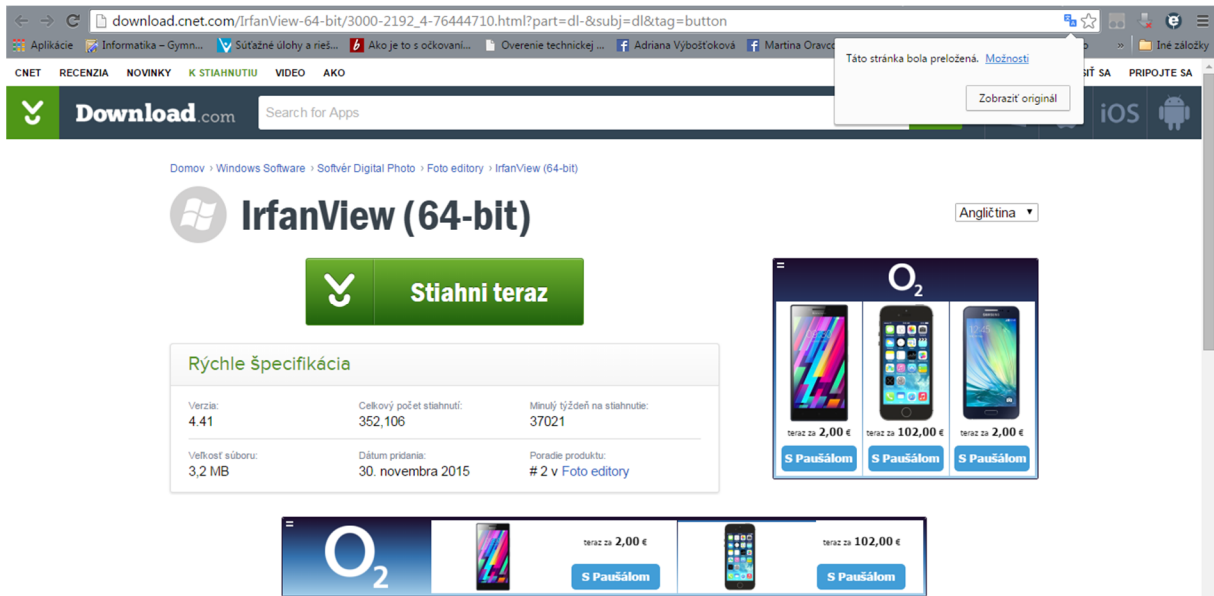 download.cnet.com/IrfanView-64-bit/3000-2192_4-76444710.html?part=dl-&subj=dl&tag=button
Aplikácie
Informatika – Gymn...
Súťažné úlohy a rieš...
Ako je to s očkovaní...
Overenie technickej ...
Adriana Výbošťoková
Martina Oravco
»
Iné záložky
Táto stránka bola preložená. Možnosti
Zobraziť originál
CNET RECENZIA NOVINKY K STIAHNUTIU VIDEO AKO
SIŤ SA PRIPOJTE SA
Download.com
Search for Apps
iOS
Domov › Windows Software › Softvér Digital Photo › Foto editory › IrfanView (64-bit)
IrfanView (64-bit)
Angličtina
Stiahni teraz
Rýchle špecifikácia
Verzia:
4.41
Celkový počet stiahnutí:
352,106
Minulý týždeň na stiahnutie:
37021
Veľkosť súboru:
3,2 MB
Dátum pridania:
30. novembra 2015
Poradie produktu:
# 2 v Foto editory
O2
teraz za 2,00 €
S Paušálom
teraz za 102,00 €
S Paušálom
teraz za 2,00 €
S Paušálom
O2
teraz za 2,00 €
S Paušálom
teraz za 102,00 €
S Paušálom